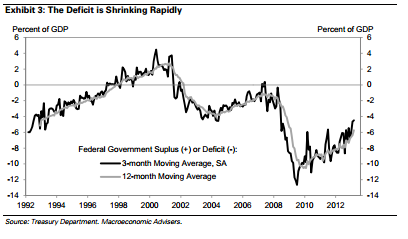 Exhibit 3: The Deficit is Shrinking Rapidly
Percent of GDP Percent of GDP
6 6
4 4
2 2
0 0
-2 -2
-4 -4
-6 -6
-8 -8
-10 -10
-12 -12
-14 -14
Federal Government Suplus (+) or Deficit (-):
3-month Moving Average, SA
12-month Moving Average
1992 1994 1996 1998 2000 2002 2004 2006 2008 2010 2012
Source: Treasury Department. Macroeconomic Advisers.